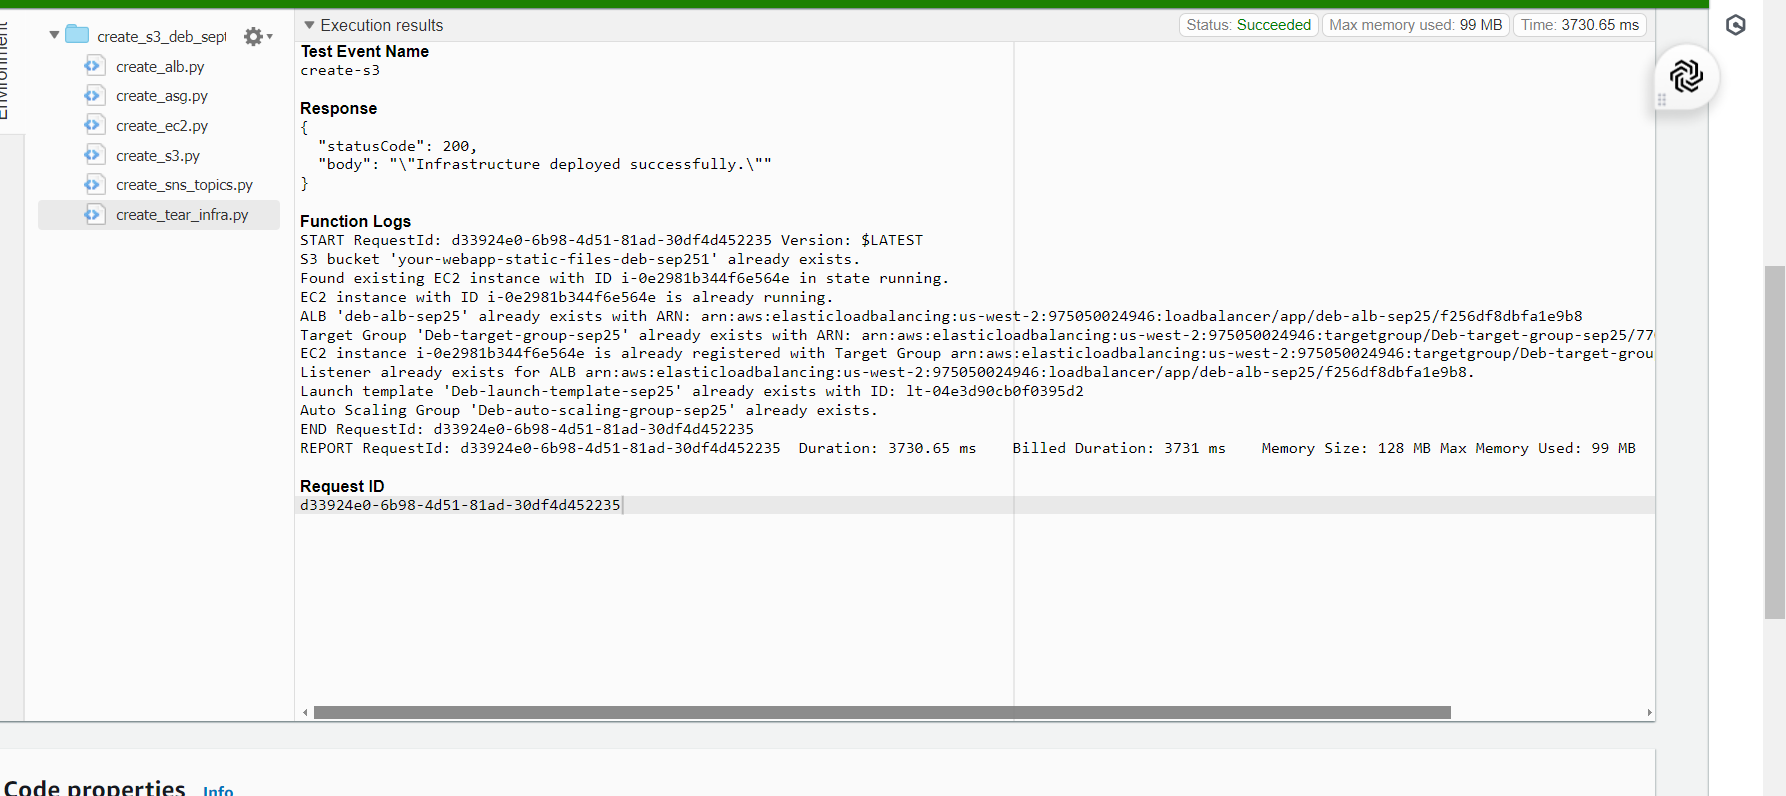 Environment
create_s3_deb_sept
create_alb.py
create_asg.py
create_ec2.py
create_s3.py
create_sns_topics.py
create_tear_infra.py
Execution results
Status: Succeeded
Max memory used: 99 MB
Time: 3730.65 ms
Test Event Name
create-s3
Response
{
"statusCode": 200,
"body": "\"Infrastructure deployed successfully.\""
}
Function Logs
START RequestId: d33924e0-6b98-4d51-81ad-30df4d452235 Version: $LATEST
S3 bucket 'your-webapp-static-files-deb-sep251' already exists.
Found existing EC2 instance with ID i-0e2981b344f6e564e in state running.
EC2 instance with ID i-0e2981b344f6e564e is already running.
ALB 'deb-alb-sep25' already exists with ARN: arn:aws:elasticloadbalancing:us-west-2:975050024946:loadbalancer/app/deb-alb-sep25/f256df8dbfa1e9b8
Target Group 'Deb-target-group-sep25' already exists with ARN: arn:aws:elasticloadbalancing:us-west-2:975050024946:targetgroup/Deb-target-group-sep25/77
EC2 instance i-0e2981b344f6e564e is already registered with Target Group arn:aws:elasticloadbalancing:us-west-2:975050024946:targetgroup/Deb-target-grou
Listener already exists for ALB arn:aws:elasticloadbalancing:us-west-2:975050024946:loadbalancer/app/deb-alb-sep25/f256df8dbfa1e9b8.
Launch template 'Deb-launch-template-sep25' already exists with ID: lt-04e3d90cb0f0395d2
Auto Scaling Group 'Deb-auto-scaling-group-sep25' already exists.
END RequestId: d33924e0-6b98-4d51-81ad-30df4d452235
REPORT RequestId: d33924e0-6b98-4d51-81ad-30df4d452235 Duration: 3730.65 ms Billed Duration: 3731 ms Memory Size: 128 MB Max Memory Used: 99 MB
Request ID
d33924e0-6b98-4d51-81ad-30df4d452235
Code properties Info